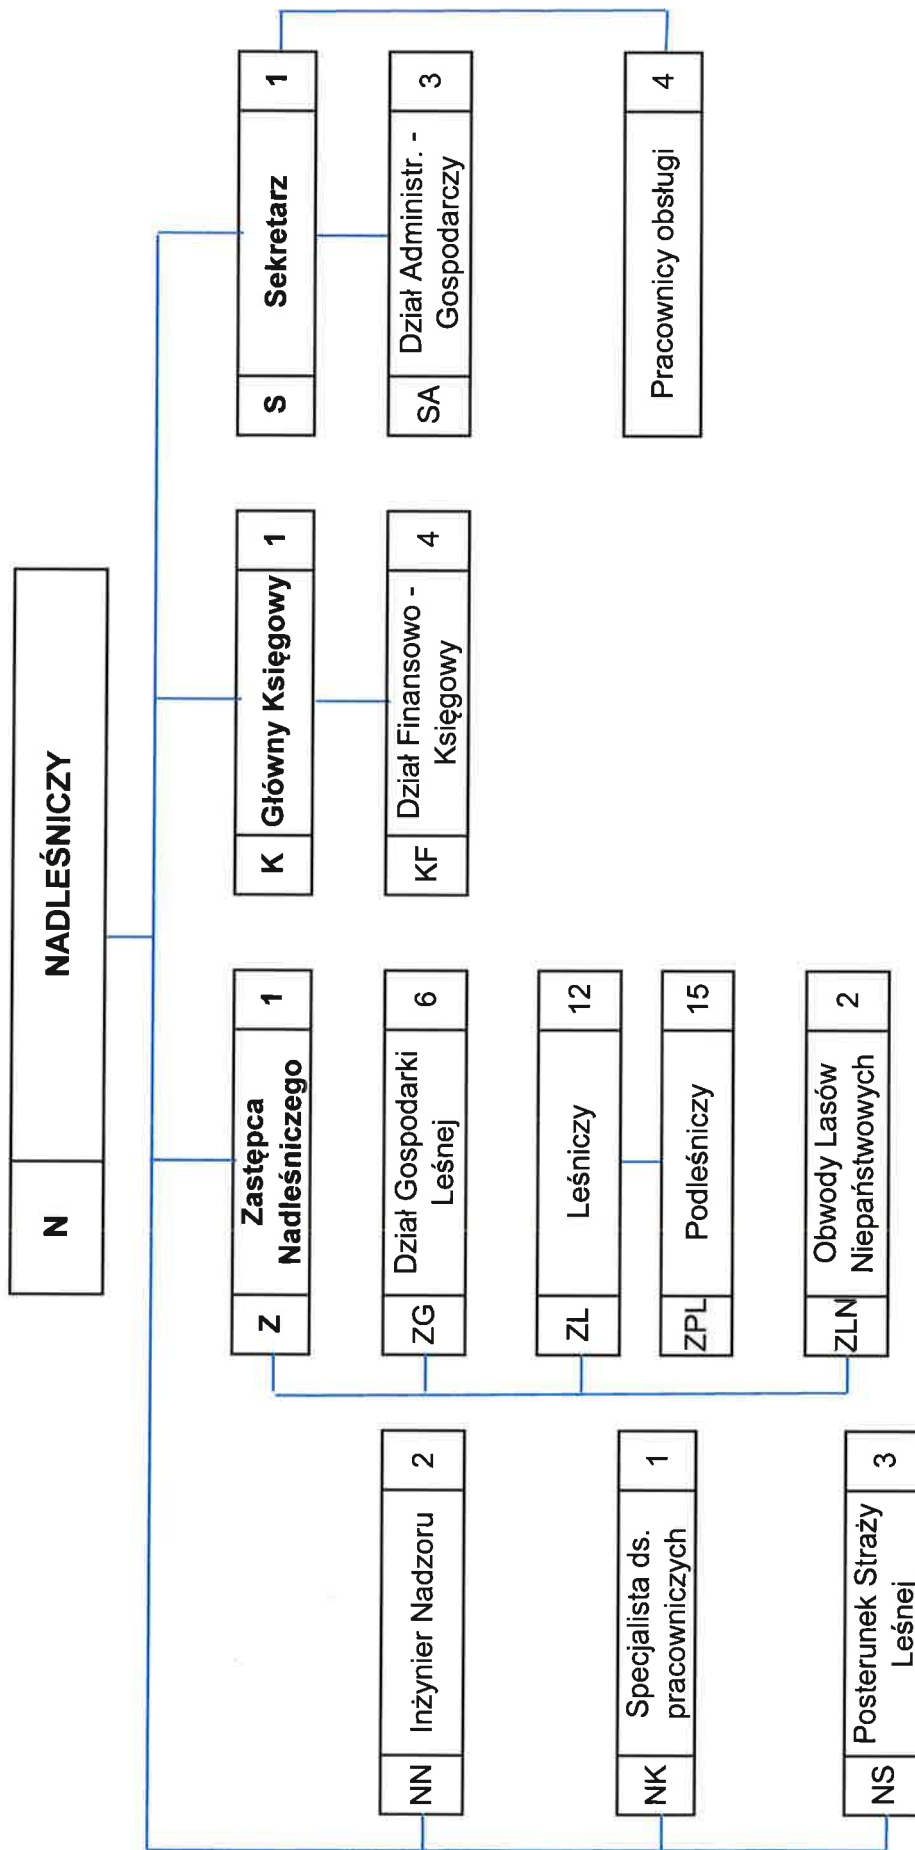 N
NADLEŚNICZY
Z
Zastępca
Nadleśniczego
1
K
Główny Księgowy
1
S
Sekretarz
1
NN
Inżynier Nadzoru
2
ZG
Dział Gospodarki
Leśnej
6
KF
Dział Finansowo -
Księgowy
4
SA
Dział Administr. -
Gospodarczy
3
ZŁ
Leśniczy
12
NK
Specjalista ds.
pracowniczych
1
ZPL
Podleśniczy
15
Pracownicy obsługi
4
NS
Posterunek Straży
Leśnej
3
ZLN
Obwody Lasów
Niepaństwowych
2